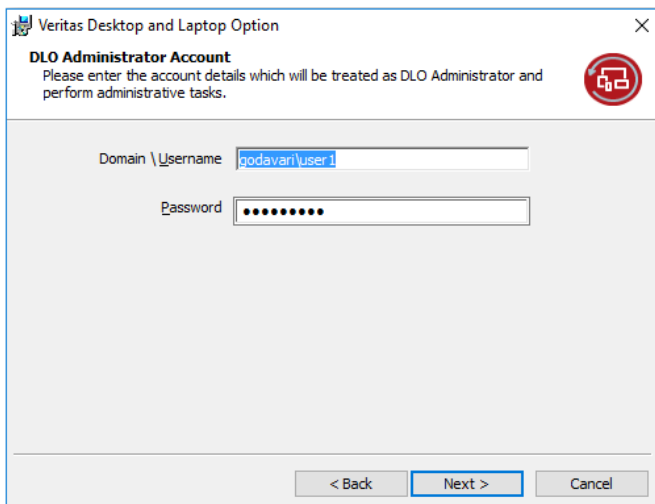 Veritas Desktop and Laptop Option
DLO Administrator Account
Please enter the account details which will be treated as DLO Administrator and
perform administrative tasks.
Domain \ Username godavari\user1
Password ●●●●●●●●●
< Back Next > Cancel